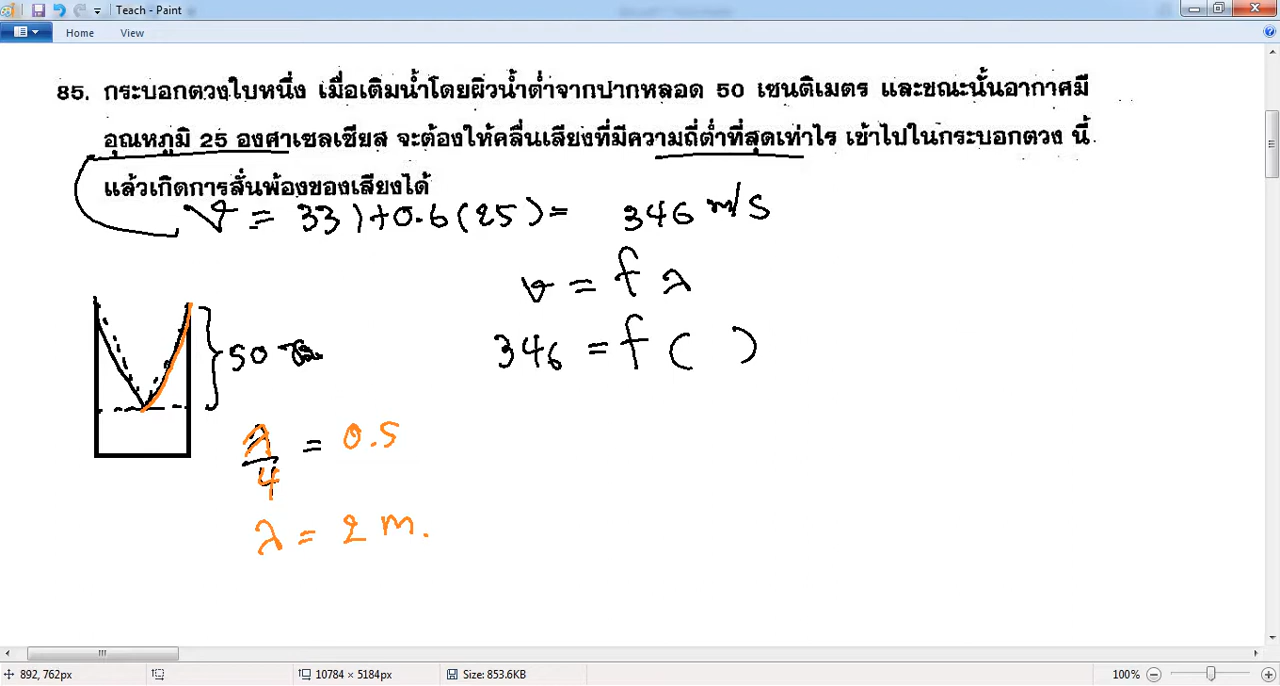 Teach - Paint
Home View
85. กระบอกตวงใบหนึ่ง เมื่อเติมน้ำโดยผิวน้ำต่ำจากปากหลอด 50 เซนติเมตร และขณะนั้นอากาศมี
อุณหภูมิ 25 องศาเซลเซียส จะต้องให้คลื่นเสียงที่มีความถี่ต่ำที่สุดเท่าไร เข้าไปในกระบอกตวง นี้
แล้วเกิดการสั่นพ้องของเสียงได้
v = 331+0.6(25)= 346 m/s
v = f λ
346 = f ( )
50 ซม
λ/4 = 0.5
λ = 2 m.
892, 762px 10784 × 5184px Size: 853.6KB 100%